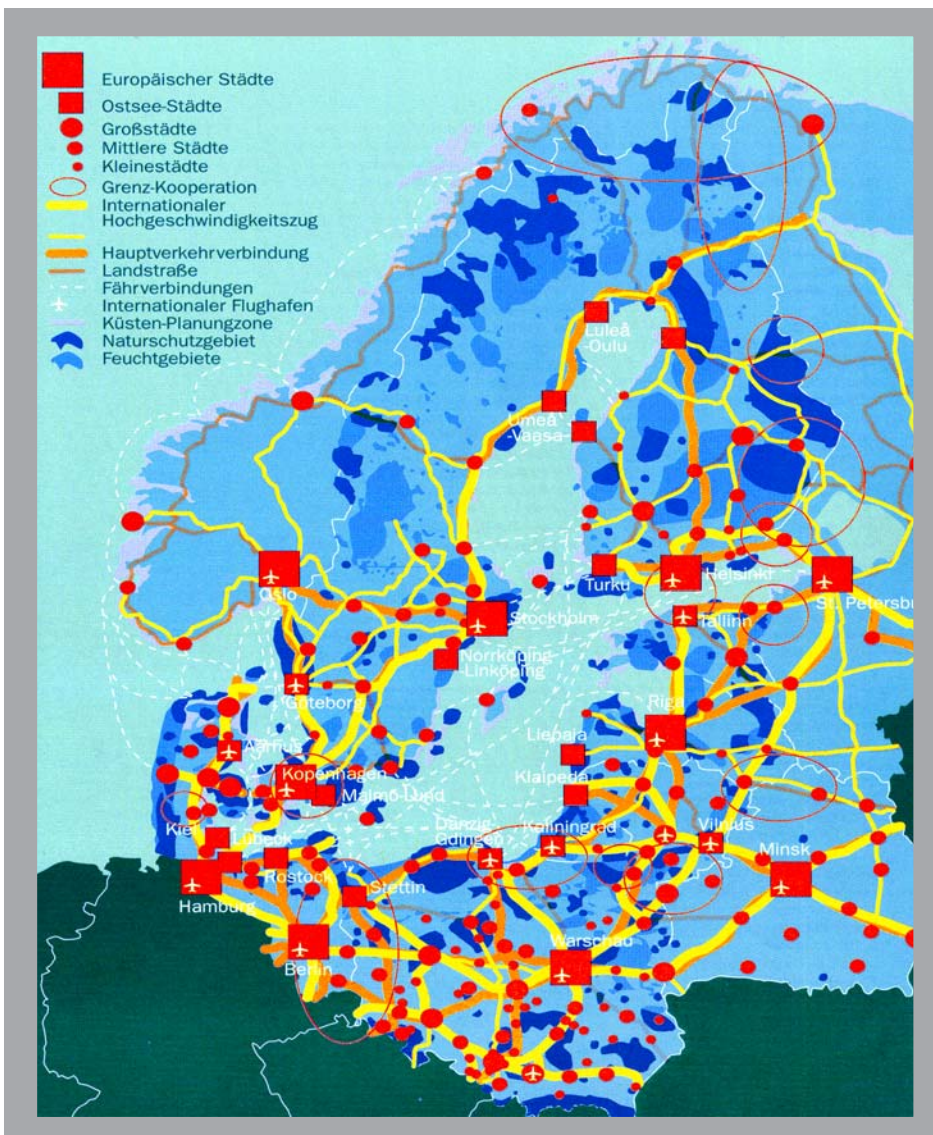 Europäischer Städte
Ostsee-Städte
Großstädte
Mittlere Städte
Kleinestädte
Grenz-Kooperation
Internationaler
Hochgeschwindigkeitszug
Hauptverkehrverbindung
Landstraße
Fährverbindungen
Internationaler Flughafen
Küsten-Planungzone
Naturschutzgebiet
Feuchtgebiete
Luleå
-Oulu
Umeå
-Vaasa
Oslo
Turku
Helsinki
St. Petersbu
Stockholm
Tallinn
Norrköping
-Linköping
Göteborg
Riga
Aarhus
Liepaja
Kopenhagen
Klaipeda
Malmö-Lund
Kiel
Lübeck
Danzig
Gdingen
Kaliningrad
Vilnius
Minsk
Rostock
Stettin
Hamburg
Warschau
Berlin